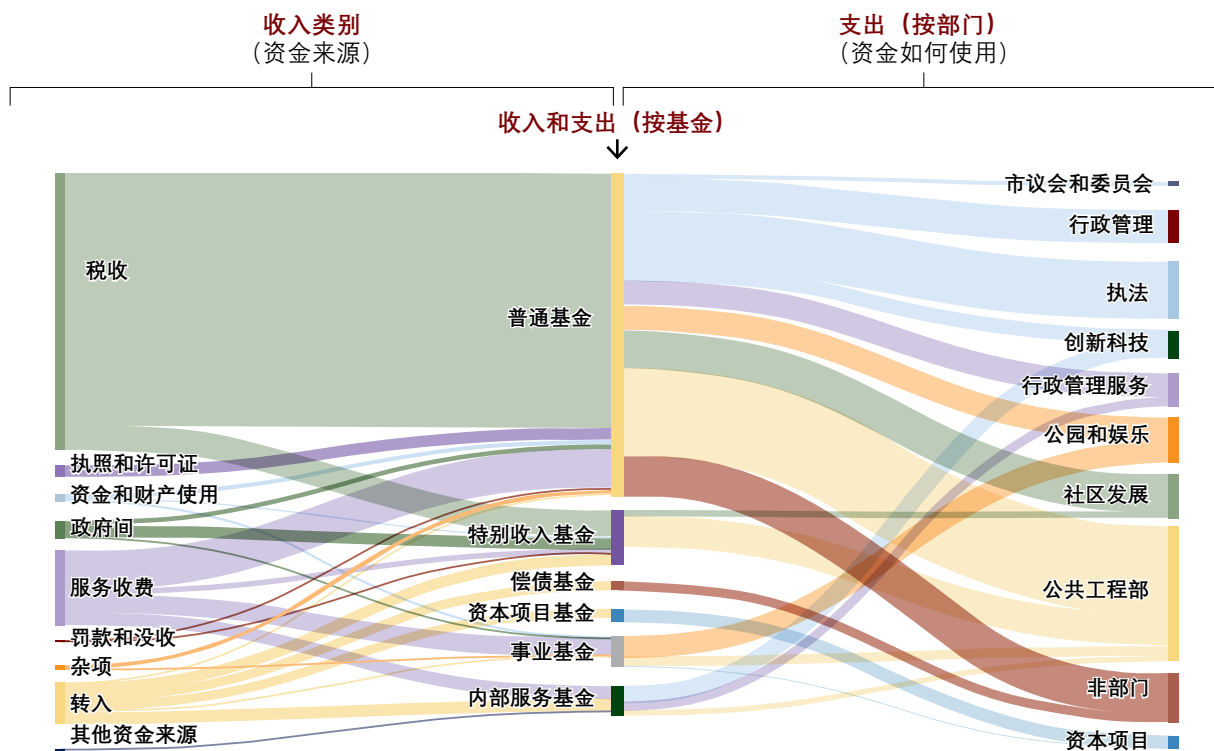 收入类别
（资金来源）
支出（按部门）
（资金如何使用）
收入和支出（按基金）
税收
执照和许可证
资金和财产使用
政府间
服务收费
罚款和没收
杂项
转入
其他资金来源
普通基金
特别收入基金
偿债基金
资本项目基金
事业基金
内部服务基金
市议会和委员会
行政管理
执法
创新科技
行政管理服务
公园和娱乐
社区发展
公共工程部
非部门
资本项目